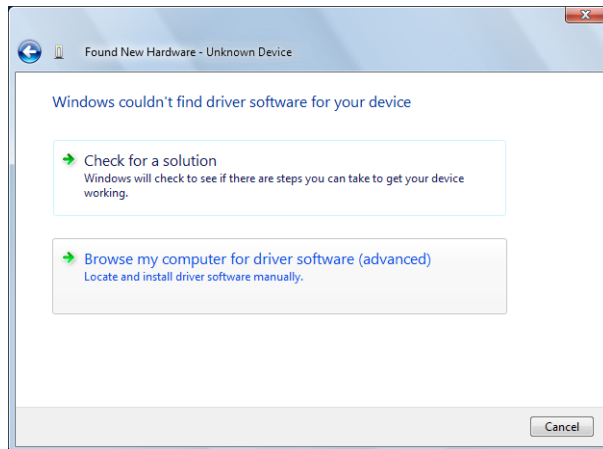 Found New Hardware - Unknown Device
Windows couldn't find driver software for your device
Check for a solution
Windows will check to see if there are steps you can take to get your device
working.
Browse my computer for driver software (advanced)
Locate and install driver software manually.
Cancel